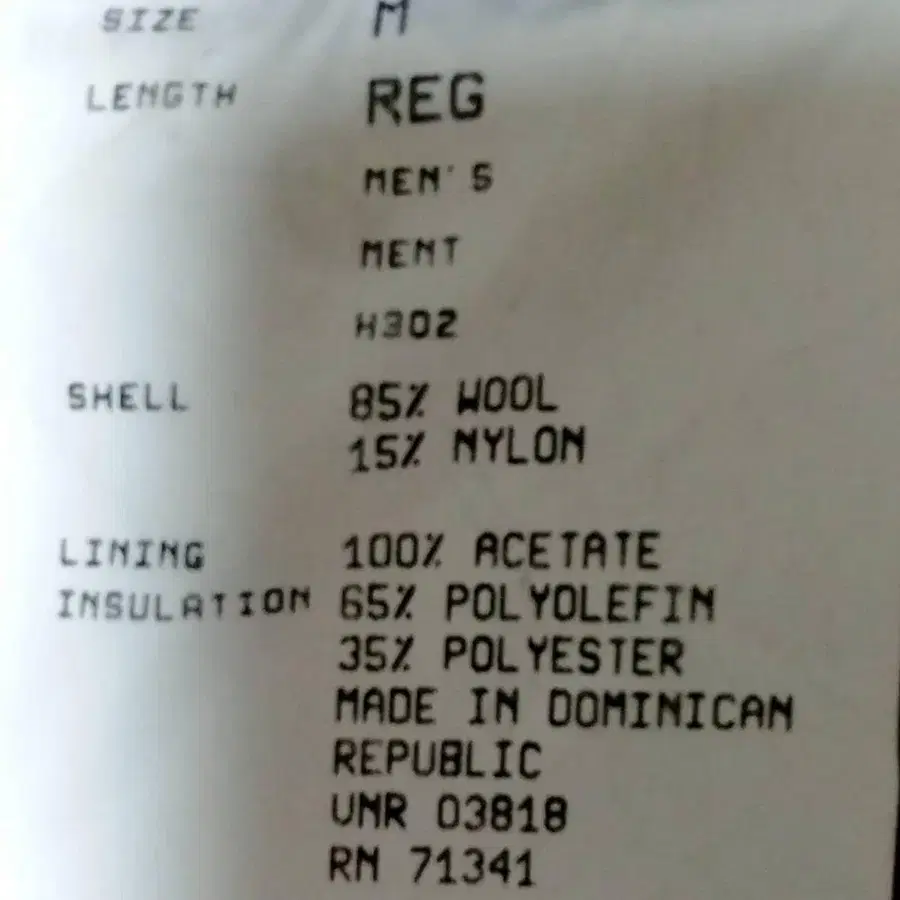 SIZE M
LENGTH REG
MEN'S
MENT
H302
SHELL 85% WOOL
15% NYLON
LINING 100% ACETATE
INSULATION 65% POLYOLEFIN
35% POLYESTER
MADE IN DOMINICAN
REPUBLIC
VNR 03818
RN 71341